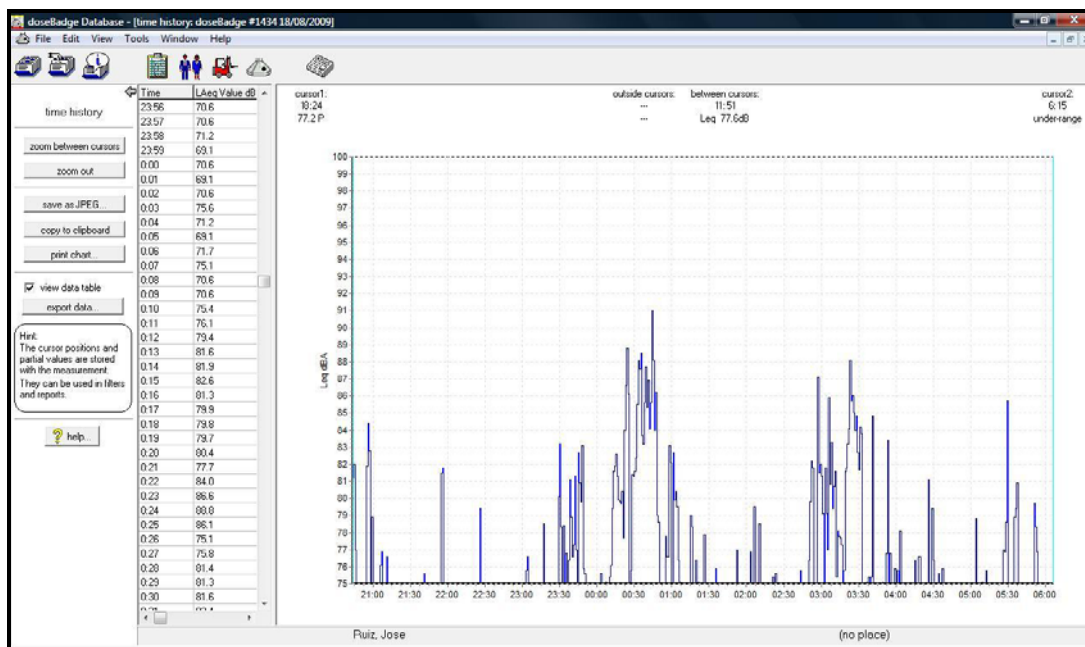 doseBadge Database - [time history: doseBadge #1434 18/08/2009]
File Edit View Tools Window Help
time history
zoom between cursors
zoom out
save as JPEG...
copy to clipboard
print chart...
view data table
export data...
Hint:
The cursor positions and
partial values are stored
with the measurement.
They can be used in filters
and reports.
help...
Time LAeq Value dB
23:56 70.6
23:57 70.6
23:58 71.2
23:59 69.1
0:00 70.6
0:01 69.1
0:02 70.6
0:03 75.6
0:04 71.2
0:05 69.1
0:06 71.7
0:07 75.1
0:08 70.6
0:09 70.6
0:10 75.4
0:11 76.1
0:12 79.4
0:13 81.6
0:14 81.9
0:15 82.6
0:16 81.3
0:17 79.9
0:18 79.8
0:19 79.7
0:20 80.4
0:21 77.7
0:22 84.0
0:23 86.6
0:24 88.8
0:25 86.1
0:26 75.1
0:27 75.8
0:28 81.4
0:29 81.3
0:30 81.6
cursor1: outside cursors: between cursors: cursor2:
18:24 --- 11:51 6:15
77.2 P --- Leq 77.6dB under-range
100
99
98
97
96
95
94
93
92
91
90
89
88
87
86
85
84
83
82
81
80
79
78
77
76
75
Leq dBA
21:00 21:30 22:00 22:30 23:00 23:30 00:00 00:30 01:00 01:30 02:00 02:30 03:00 03:30 04:00 04:30 05:00 05:30 06:00
Ruiz, Jose (no place)